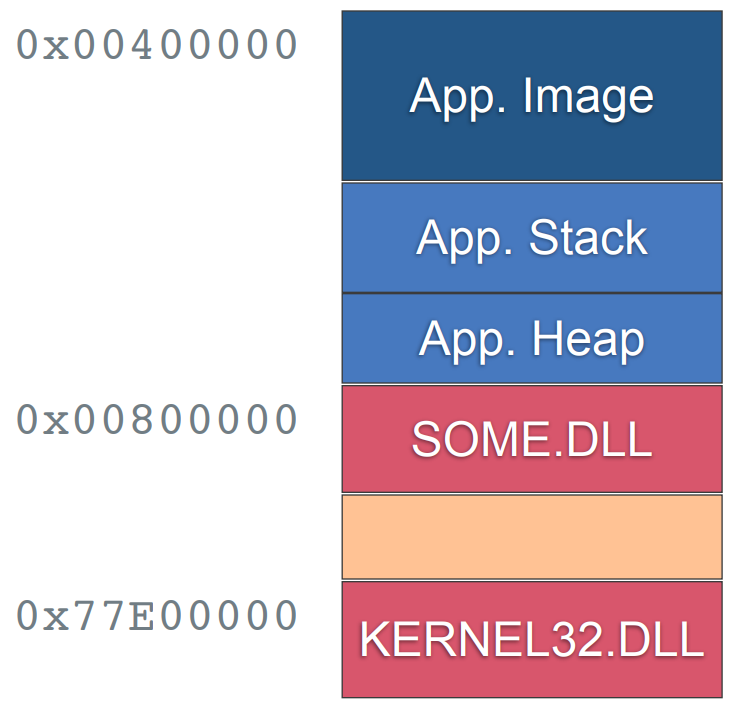 0x00400000
App. Image
App. Stack
App. Heap
0x00800000
SOME.DLL
0x77E00000
KERNEL32.DLL